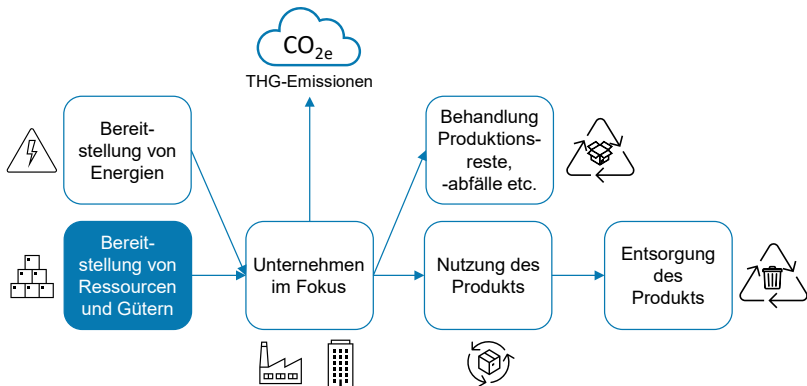 CO2e
THG-Emissionen
Bereit-
stellung von
Energien
Behandlung
Produktions-
reste,
-abfälle etc.
Bereit-
stellung von
Ressourcen
und Gütern
Unternehmen
im Fokus
Nutzung des
Produkts
Entsorgung
des
Produkts